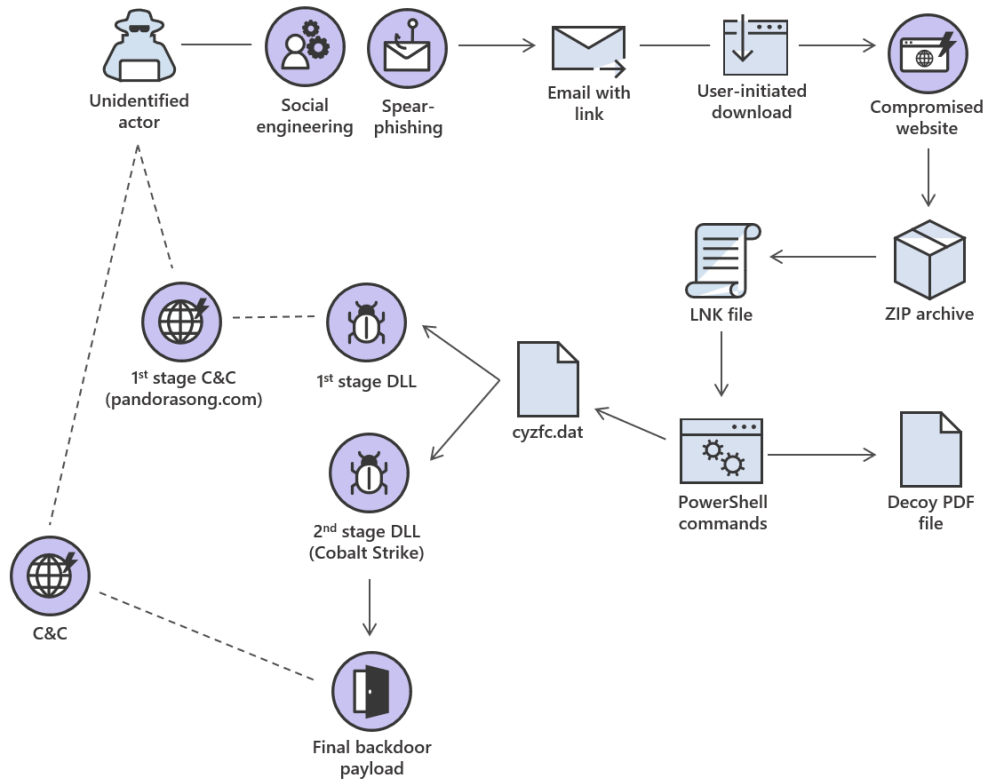 Unidentified
actor
Social
engineering
Spear-
phishing
Email with
link
User-initiated
download
Compromised
website
LNK file
ZIP archive
1st stage C&C
(pandorasong.com)
1st stage DLL
cyzfc.dat
PowerShell
commands
Decoy PDF
file
2nd stage DLL
(Cobalt Strike)
C&C
Final backdoor
payload